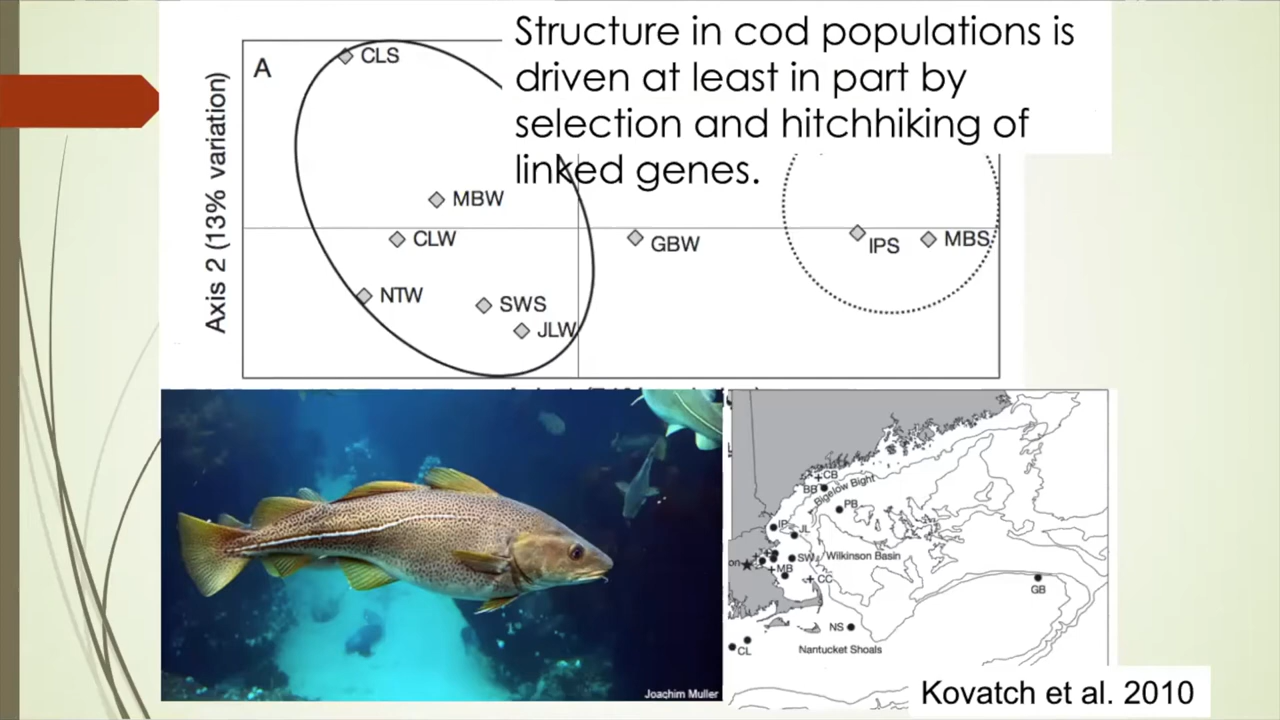 Structure in cod populations is
driven at least in part by
selection and hitchhiking of
linked genes.
A
Axis 2 (13% variation)
CLS
MBW
CLW
NTW
SWS
JLW
GBW
IPS
MBS
Joachim Muller
CB
BB
Bigelow Bight
PB
IP
JL
SW
Wilkinson Basin
MB
CC
GB
NS
Nantucket Shoals
CL
Kovatch et al. 2010